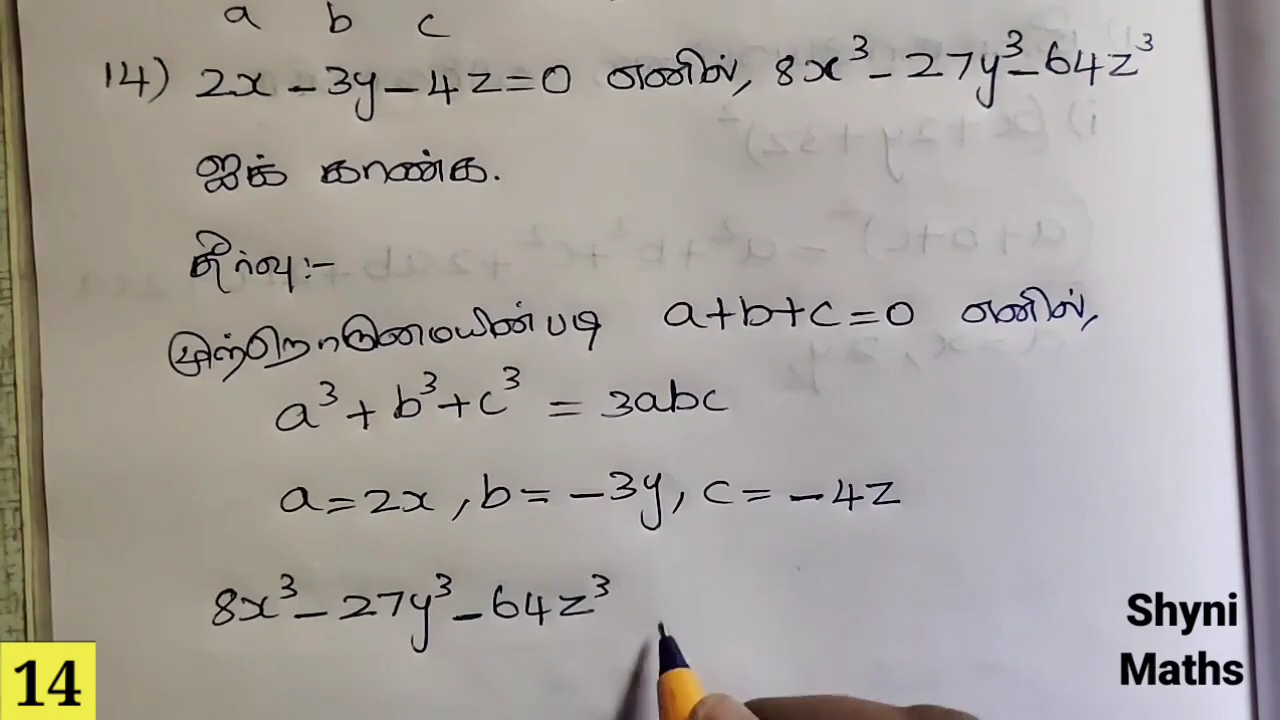 a b c
14) 2x - 3y - 4z = 0 எனில், 8x³ - 27y³ - 64z³
ஐக் காண்க.
தீர்வு:-
முற்றொருமையின்படி a+b+c=0 எனில்,
a³ + b³ + c³ = 3abc
a = 2x, b = -3y, c = -4z
8x³ - 27y³ - 64z³
Shyni
Maths
14